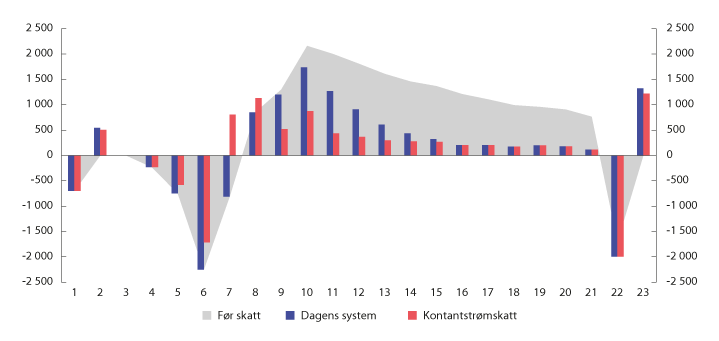 2 500 2 500
2 000 2 000
1 500 1 500
1 000 1 000
500 500
0 0
-500 -500
-1 000 -1 000
-1 500 -1 500
-2 000 -2 000
-2 500 -2 500
1 2 3 4 5 6 7 8 9 10 11 12 13 14 15 16 17 18 19 20 21 22 23
Før skatt Dagens system Kontantstrømskatt